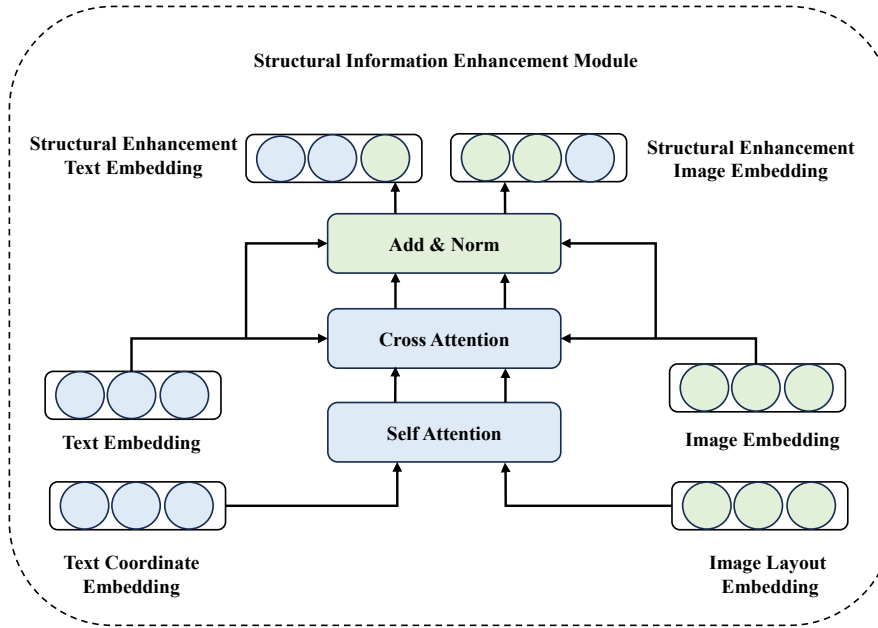 Structural Information Enhancement Module
Structural Enhancement
Text Embedding
Structural Enhancement
Image Embedding
Add & Norm
Cross Attention
Text Embedding
Self Attention
Image Embedding
Text Coordinate
Embedding
Image Layout
Embedding